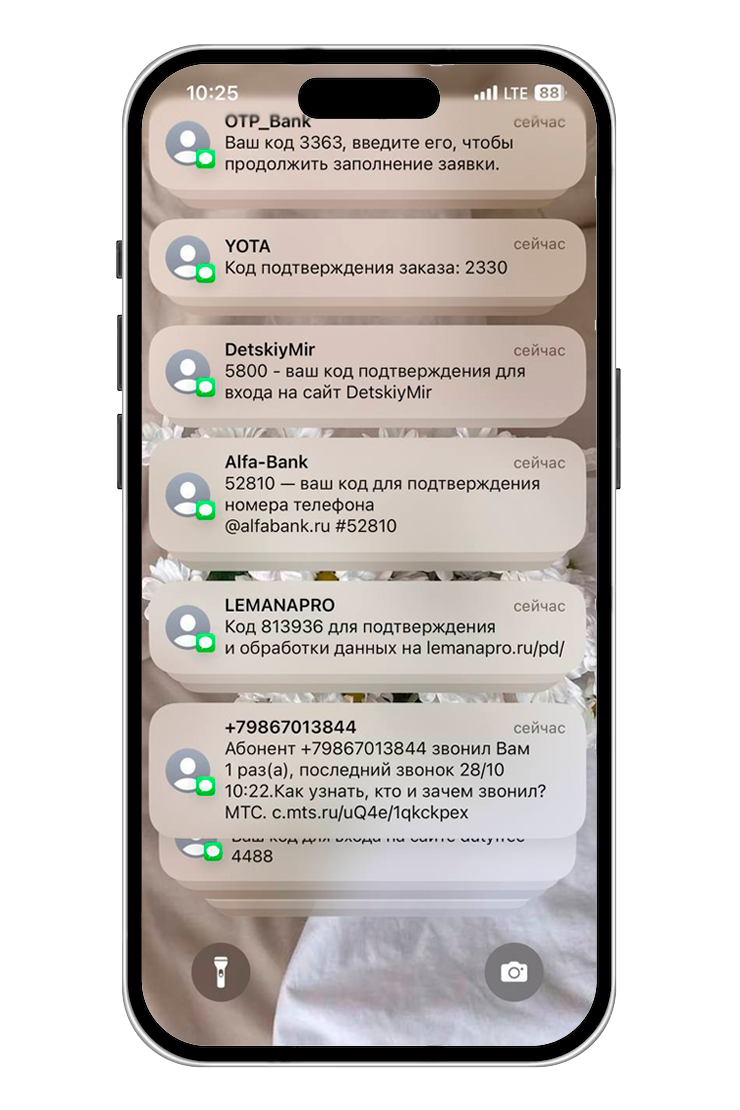 10:25
LTE 88
OTP_Bank
сейчас
Ваш код 3363, введите его, чтобы
продолжить заполнение заявки.
YOTA
сейчас
Код подтверждения заказа: 2330
DetskiyMir
сейчас
5800 - ваш код подтверждения для
входа на сайт DetskiyMir
Alfa-Bank
сейчас
52810 — ваш код для подтверждения
номера телефона
@alfabank.ru #52810
LEMANAPRO
сейчас
Код 813936 для подтверждения
и обработки данных на lemanapro.ru/pd/
+79867013844
сейчас
Абонент +79867013844 звонил Вам
1 раз(а), последний звонок 28/10
10:22.Как узнать, кто и зачем звонил?
МТС. c.mts.ru/uQ4e/1qkckpex
Ваш код для входа на сайте dutyfree
4488